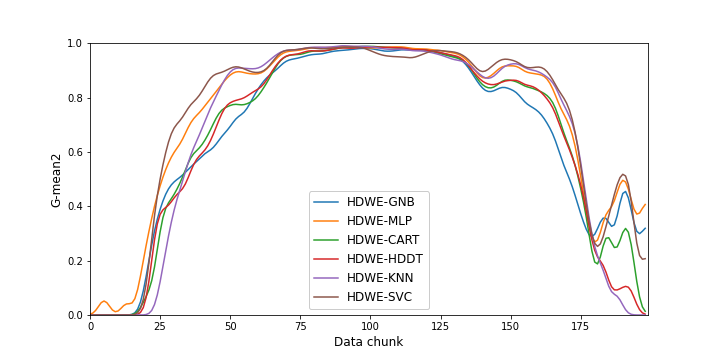 1.0
0.8
0.6
0.4
0.2
0.0
G-mean2
HDWE-GNB
HDWE-MLP
HDWE-CART
HDWE-HDDT
HDWE-KNN
HDWE-SVC
0 25 50 75 100 125 150 175
Data chunk